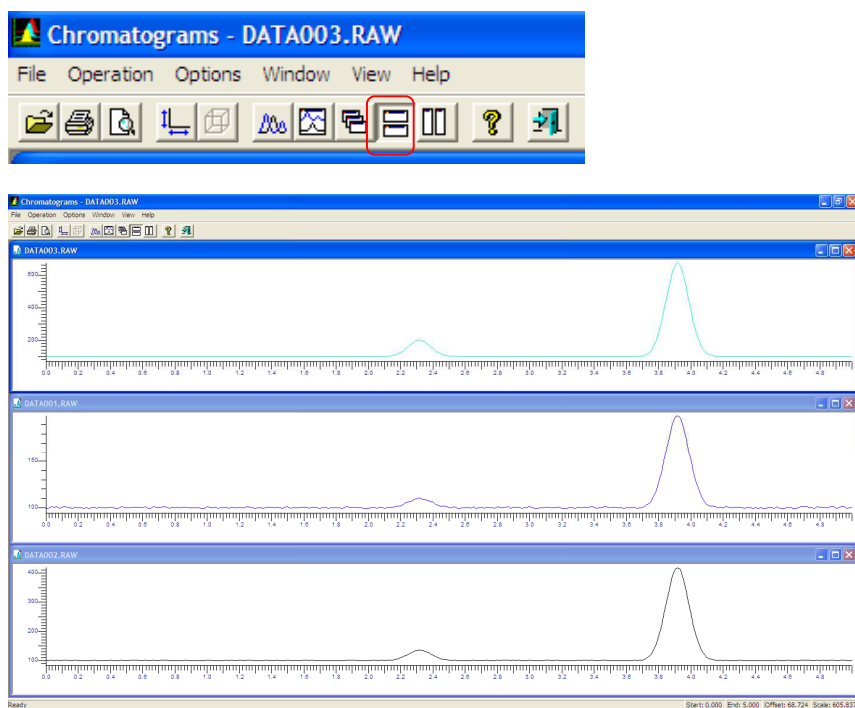 Chromatograms - DATA003.RAW
File Operation Options Window View Help
Chromatograms - DATA003.RAW
File Operation Options Window View Help
DATA003.RAW
600
400
200
0.0 0.2 0.4 0.6 0.8 1.0 1.2 1.4 1.6 1.8 2.0 2.2 2.4 2.6 2.8 3.0 3.2 3.4 3.6 3.8 4.0 4.2 4.4 4.6 4.8
DATA001.RAW
150
100
0.0 0.2 0.4 0.6 0.8 1.0 1.2 1.4 1.6 1.8 2.0 2.2 2.4 2.6 2.8 3.0 3.2 3.4 3.6 3.8 4.0 4.2 4.4 4.6 4.8
DATA002.RAW
400
300
200
100
0.0 0.2 0.4 0.6 0.8 1.0 1.2 1.4 1.6 1.8 2.0 2.2 2.4 2.6 2.8 3.0 3.2 3.4 3.6 3.8 4.0 4.2 4.4 4.6 4.8
Ready Start: 0.000 End: 5.000 Offset: 68.724 Scale: 605.837